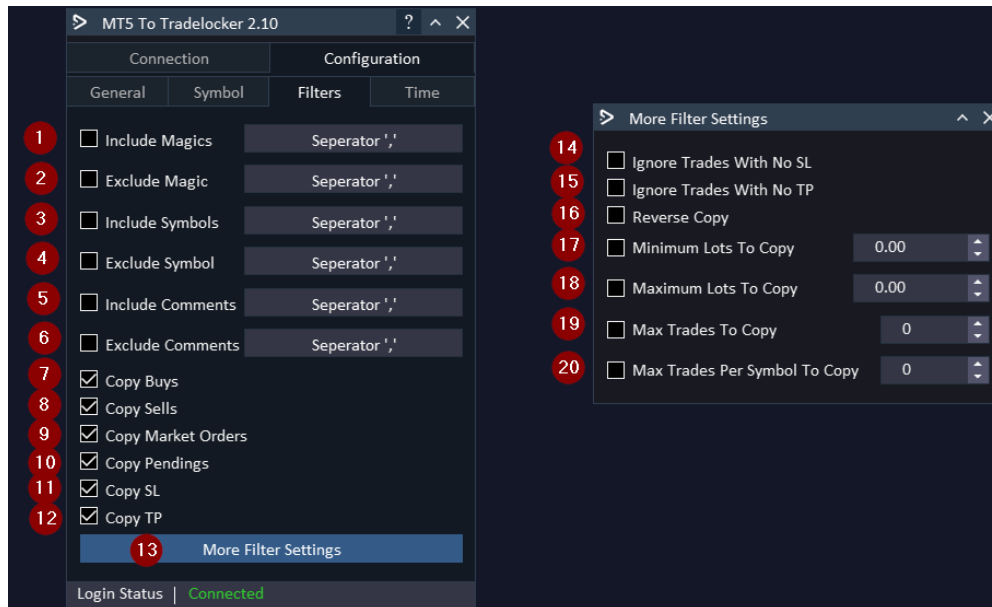 MT5 To Tradelocker 2.10 ?
Connection Configuration
General Symbol Filters Time
1 Include Magics Seperator ','
2 Exclude Magic Seperator ','
3 Include Symbols Seperator ','
4 Exclude Symbol Seperator ','
5 Include Comments Seperator ','
6 Exclude Comments Seperator ','
7 Copy Buys
8 Copy Sells
9 Copy Market Orders
10 Copy Pendings
11 Copy SL
12 Copy TP
13 More Filter Settings
Login Status | Connected
More Filter Settings
14 Ignore Trades With No SL
15 Ignore Trades With No TP
16 Reverse Copy
17 Minimum Lots To Copy 0.00
18 Maximum Lots To Copy 0.00
19 Max Trades To Copy 0
20 Max Trades Per Symbol To Copy 0